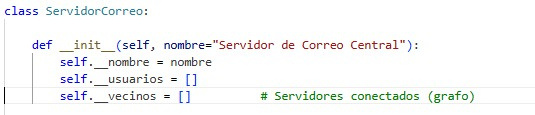 class ServidorCorreo:
def __init__(self, nombre="Servidor de Correo Central"):
self.__nombre = nombre
self.__usuarios = []
self.__vecinos = [] # Servidores conectados (grafo)